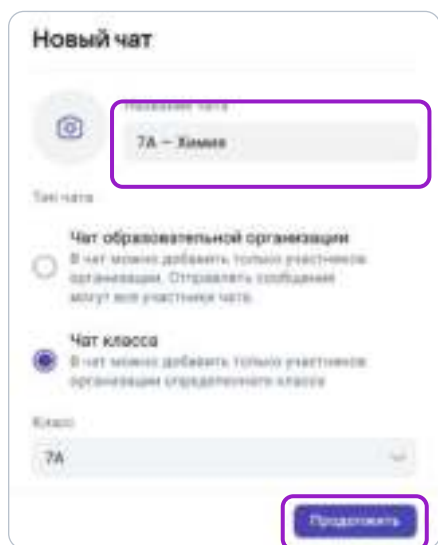 Новый чат
Название чата
7А – Химия
Тип чата
Чат образовательной организации
В чат можно добавить только участников
организации. Отправлять сообщения
могут все участники чата.
Чат класса
В чат можно добавить только участников
организации определенного класса
Класс
7А
Продолжить